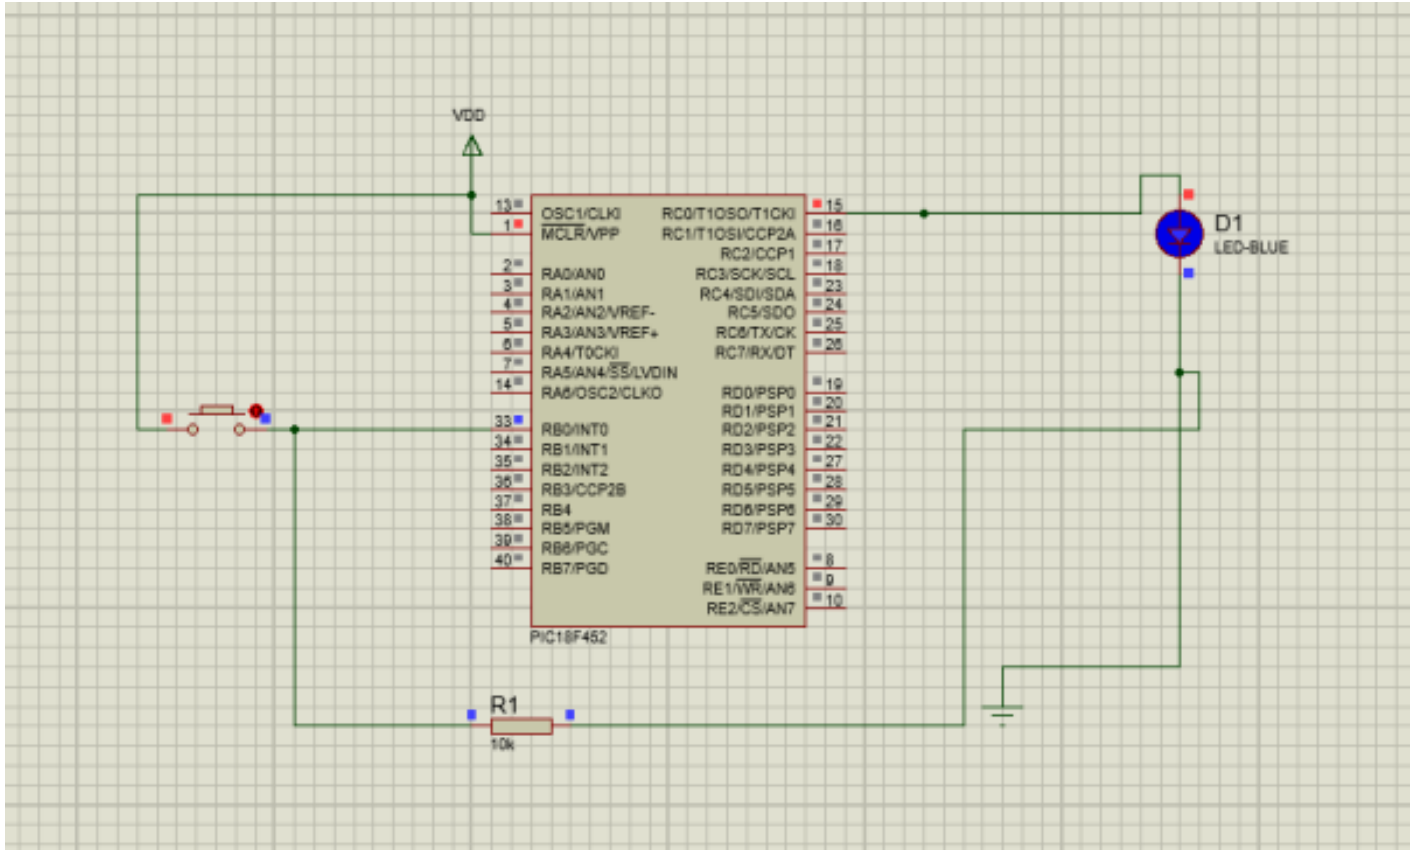 VDD
13 OSC1/CLKI RC0/T1OSO/T1CKI 15
1 MCLR/VPP RC1/T1OSI/CCP2A 16
RC2/CCP1 17
2 RA0/AN0 RC3/SCK/SCL 18
3 RA1/AN1 RC4/SDI/SDA 23
4 RA2/AN2/VREF- RC5/SDO 24
5 RA3/AN3/VREF+ RC6/TX/CK 25
6 RA4/T0CKI RC7/RX/DT 26
7 RA5/AN4/SS/LVDIN
14 RA6/OSC2/CLKO RD0/PSP0 19
RD1/PSP1 20
33 RB0/INT0 RD2/PSP2 21
34 RB1/INT1 RD3/PSP3 22
35 RB2/INT2 RD4/PSP4 27
36 RB3/CCP2B RD5/PSP5 28
37 RB4 RD6/PSP6 29
38 RB5/PGM RD7/PSP7 30
39 RB6/PGC
40 RB7/PGD RE0/RD/AN5 8
RE1/WR/AN6 9
RE2/CS/AN7 10
PIC18F452
D1
LED-BLUE
R1
10k